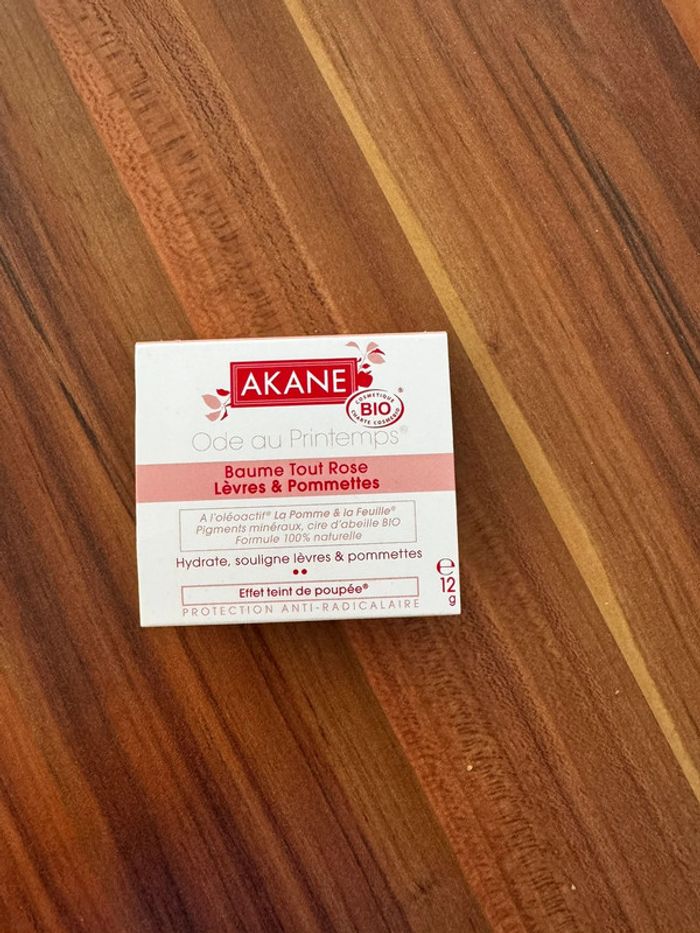 AKANE
COSMETIQUE
BIO
CHARTE COSMEBIO
Ode au Printemps®
Baume Tout Rose
Lèvres & Pommettes
A l'oléoactif® La Pomme & la Feuille®
Pigments minéraux, cire d'abeille BIO
Formule 100% naturelle
Hydrate, souligne lèvres & pommettes
Effet teint de poupée®
PROTECTION ANTI-RADICALAIRE
e
12
g